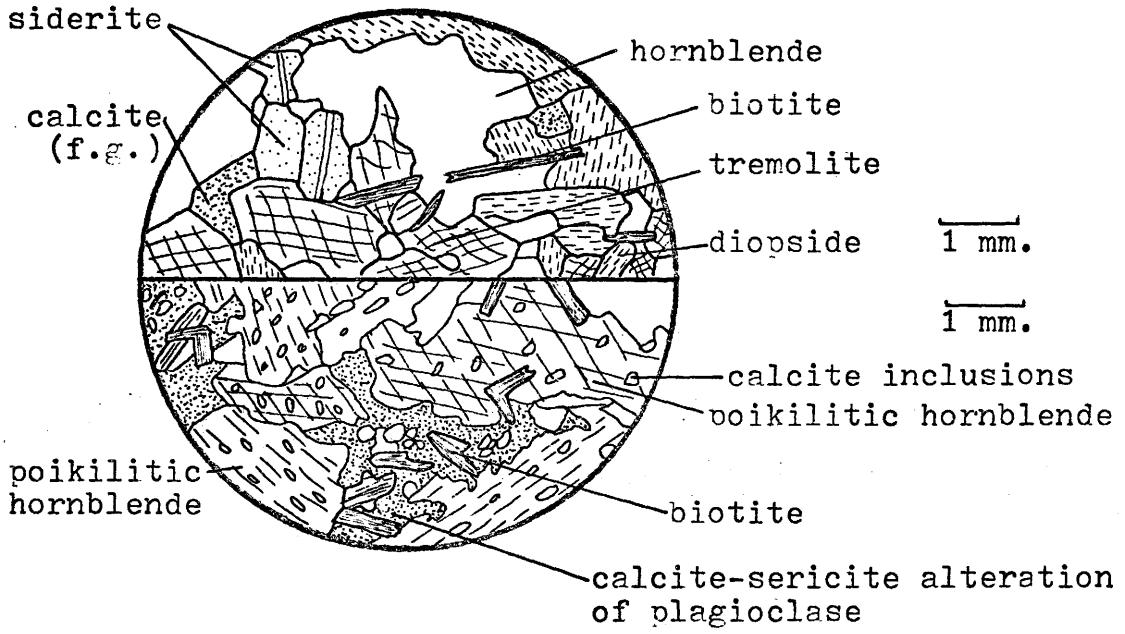 siderite
hornblende
biotite
calcite
(f.g.)
tremolite
diopside
1 mm.
1 mm.
calcite inclusions
poikilitic hornblende
poikilitic
hornblende
biotite
calcite-sericite alteration
of plagioclase